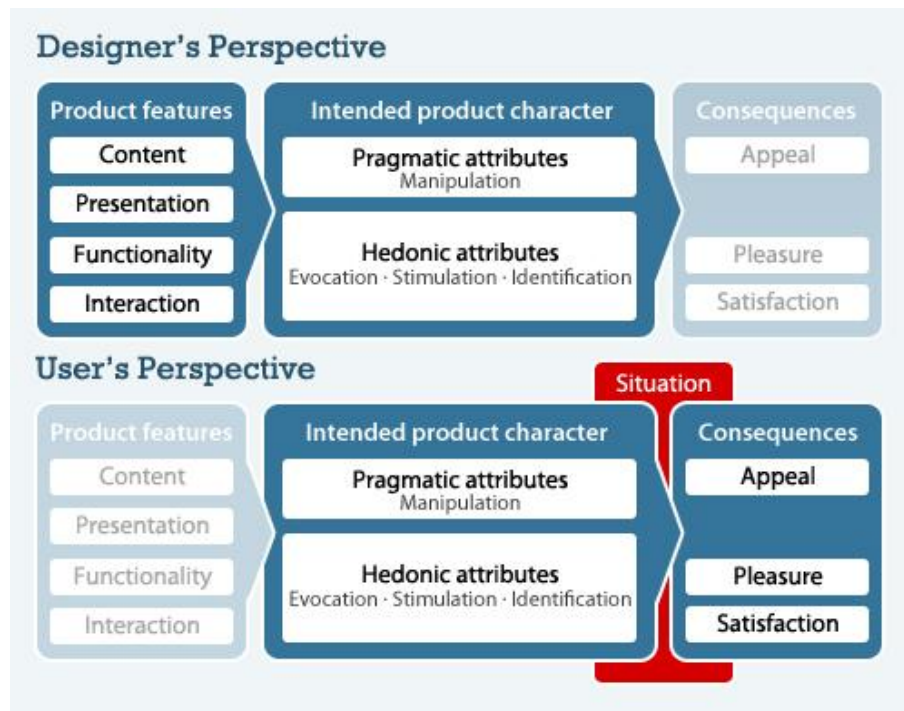 Designer's Perspective
Product features
Content
Presentation
Functionality
Interaction
Intended product character
Pragmatic attributes
Manipulation
Hedonic attributes
Evocation · Stimulation · Identification
Consequences
Appeal
Pleasure
Satisfaction
User's Perspective
Situation
Product features
Content
Presentation
Functionality
Interaction
Intended product character
Pragmatic attributes
Manipulation
Hedonic attributes
Evocation · Stimulation · Identification
Consequences
Appeal
Pleasure
Satisfaction